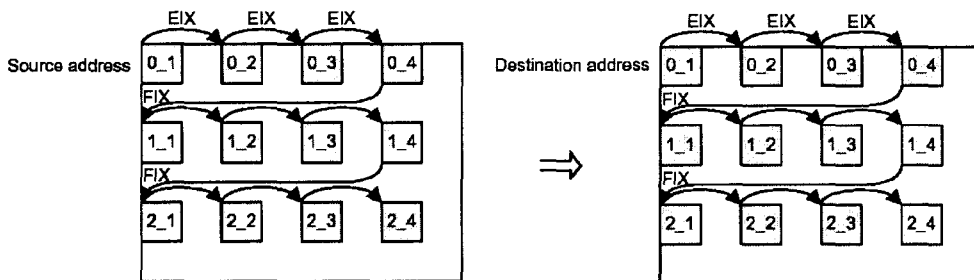 EIX EIX EIX
Source address 0_1 0_2 0_3 0_4
FIX
1_1 1_2 1_3 1_4
FIX
2_1 2_2 2_3 2_4
EIX EIX EIX
Destination address 0_1 0_2 0_3 0_4
FIX
1_1 1_2 1_3 1_4
FIX
2_1 2_2 2_3 2_4